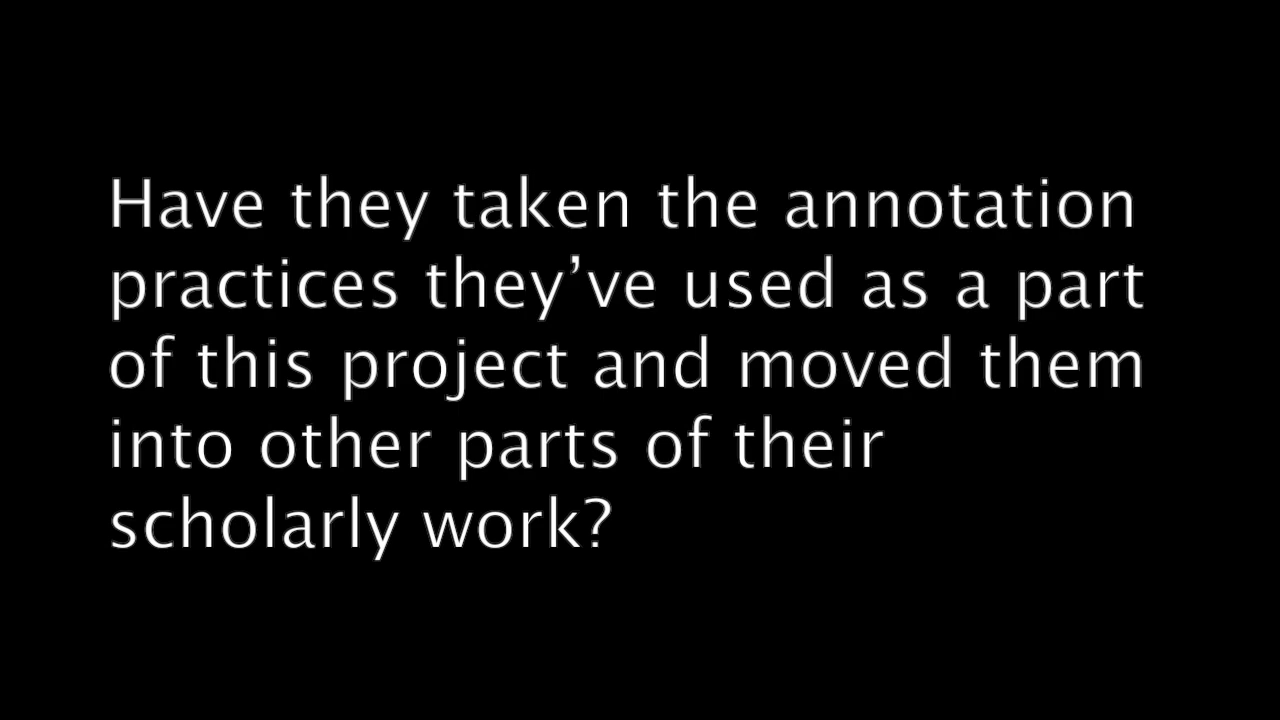 Have they taken the annotation
practices they’ve used as a part
of this project and moved them
into other parts of their
scholarly work?